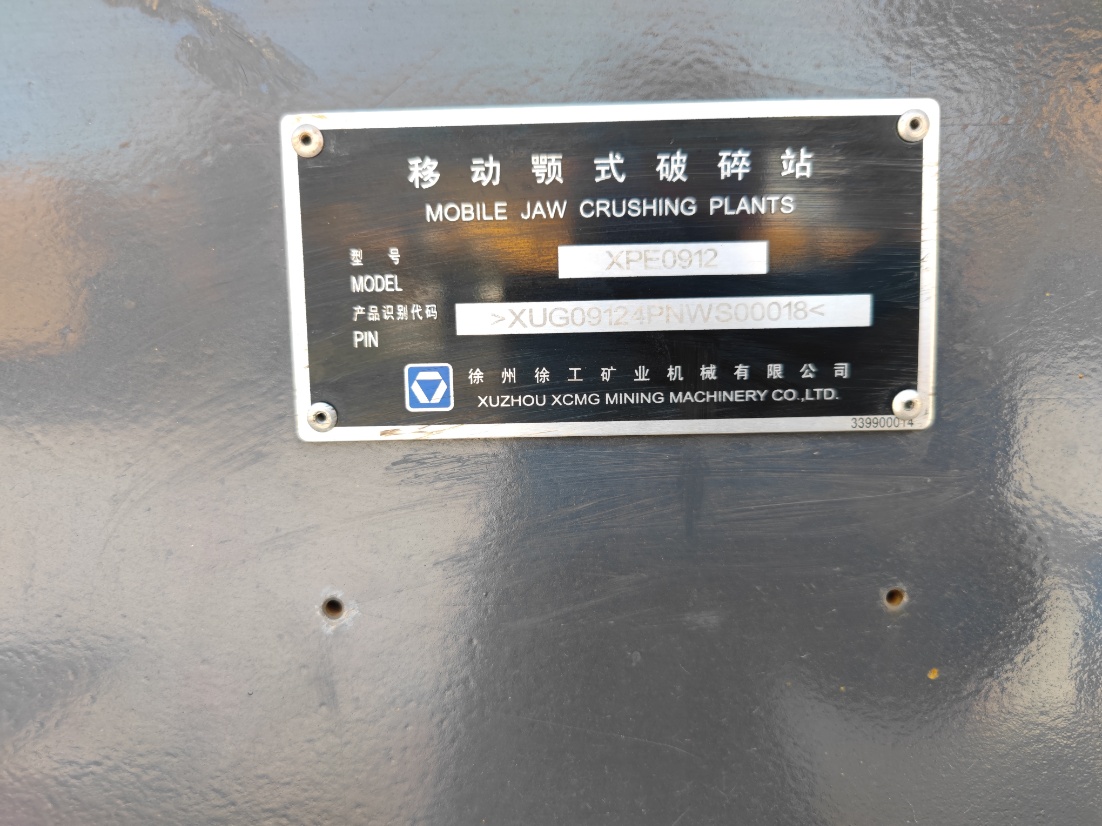 移动颚式破碎站
MOBILE JAW CRUSHING PLANTS
型号 XPE0912
MODEL
产品识别代码 >XUG09124PNWS00018<
PIN
徐州徐工矿业机械有限公司
XUZHOU XCMG MINING MACHINERY CO.,LTD.
339900014